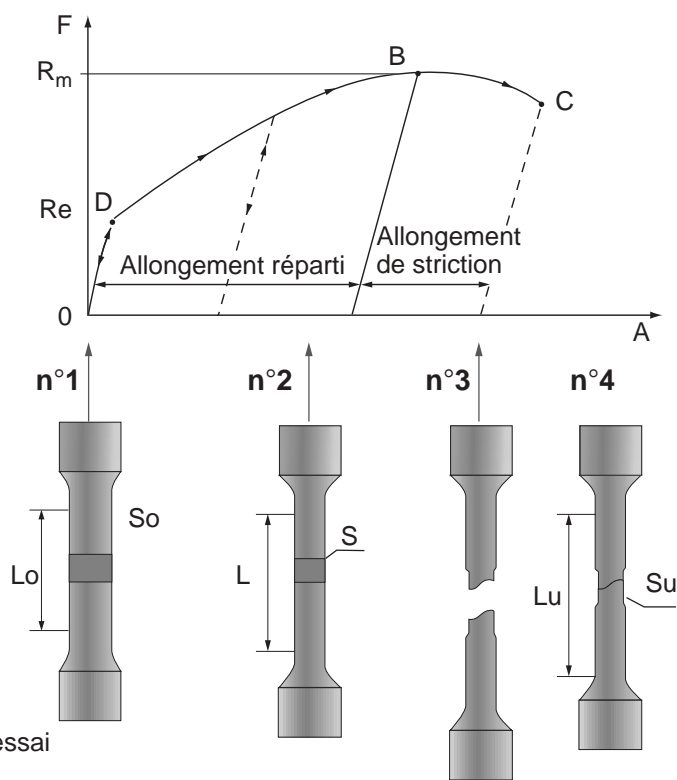 F
B
Rm
C
Re
D
Allongement réparti
Allongement
de striction
0
A
n°1
n°2
n°3
n°4
So
Lo
S
L
Lu
Su
essai